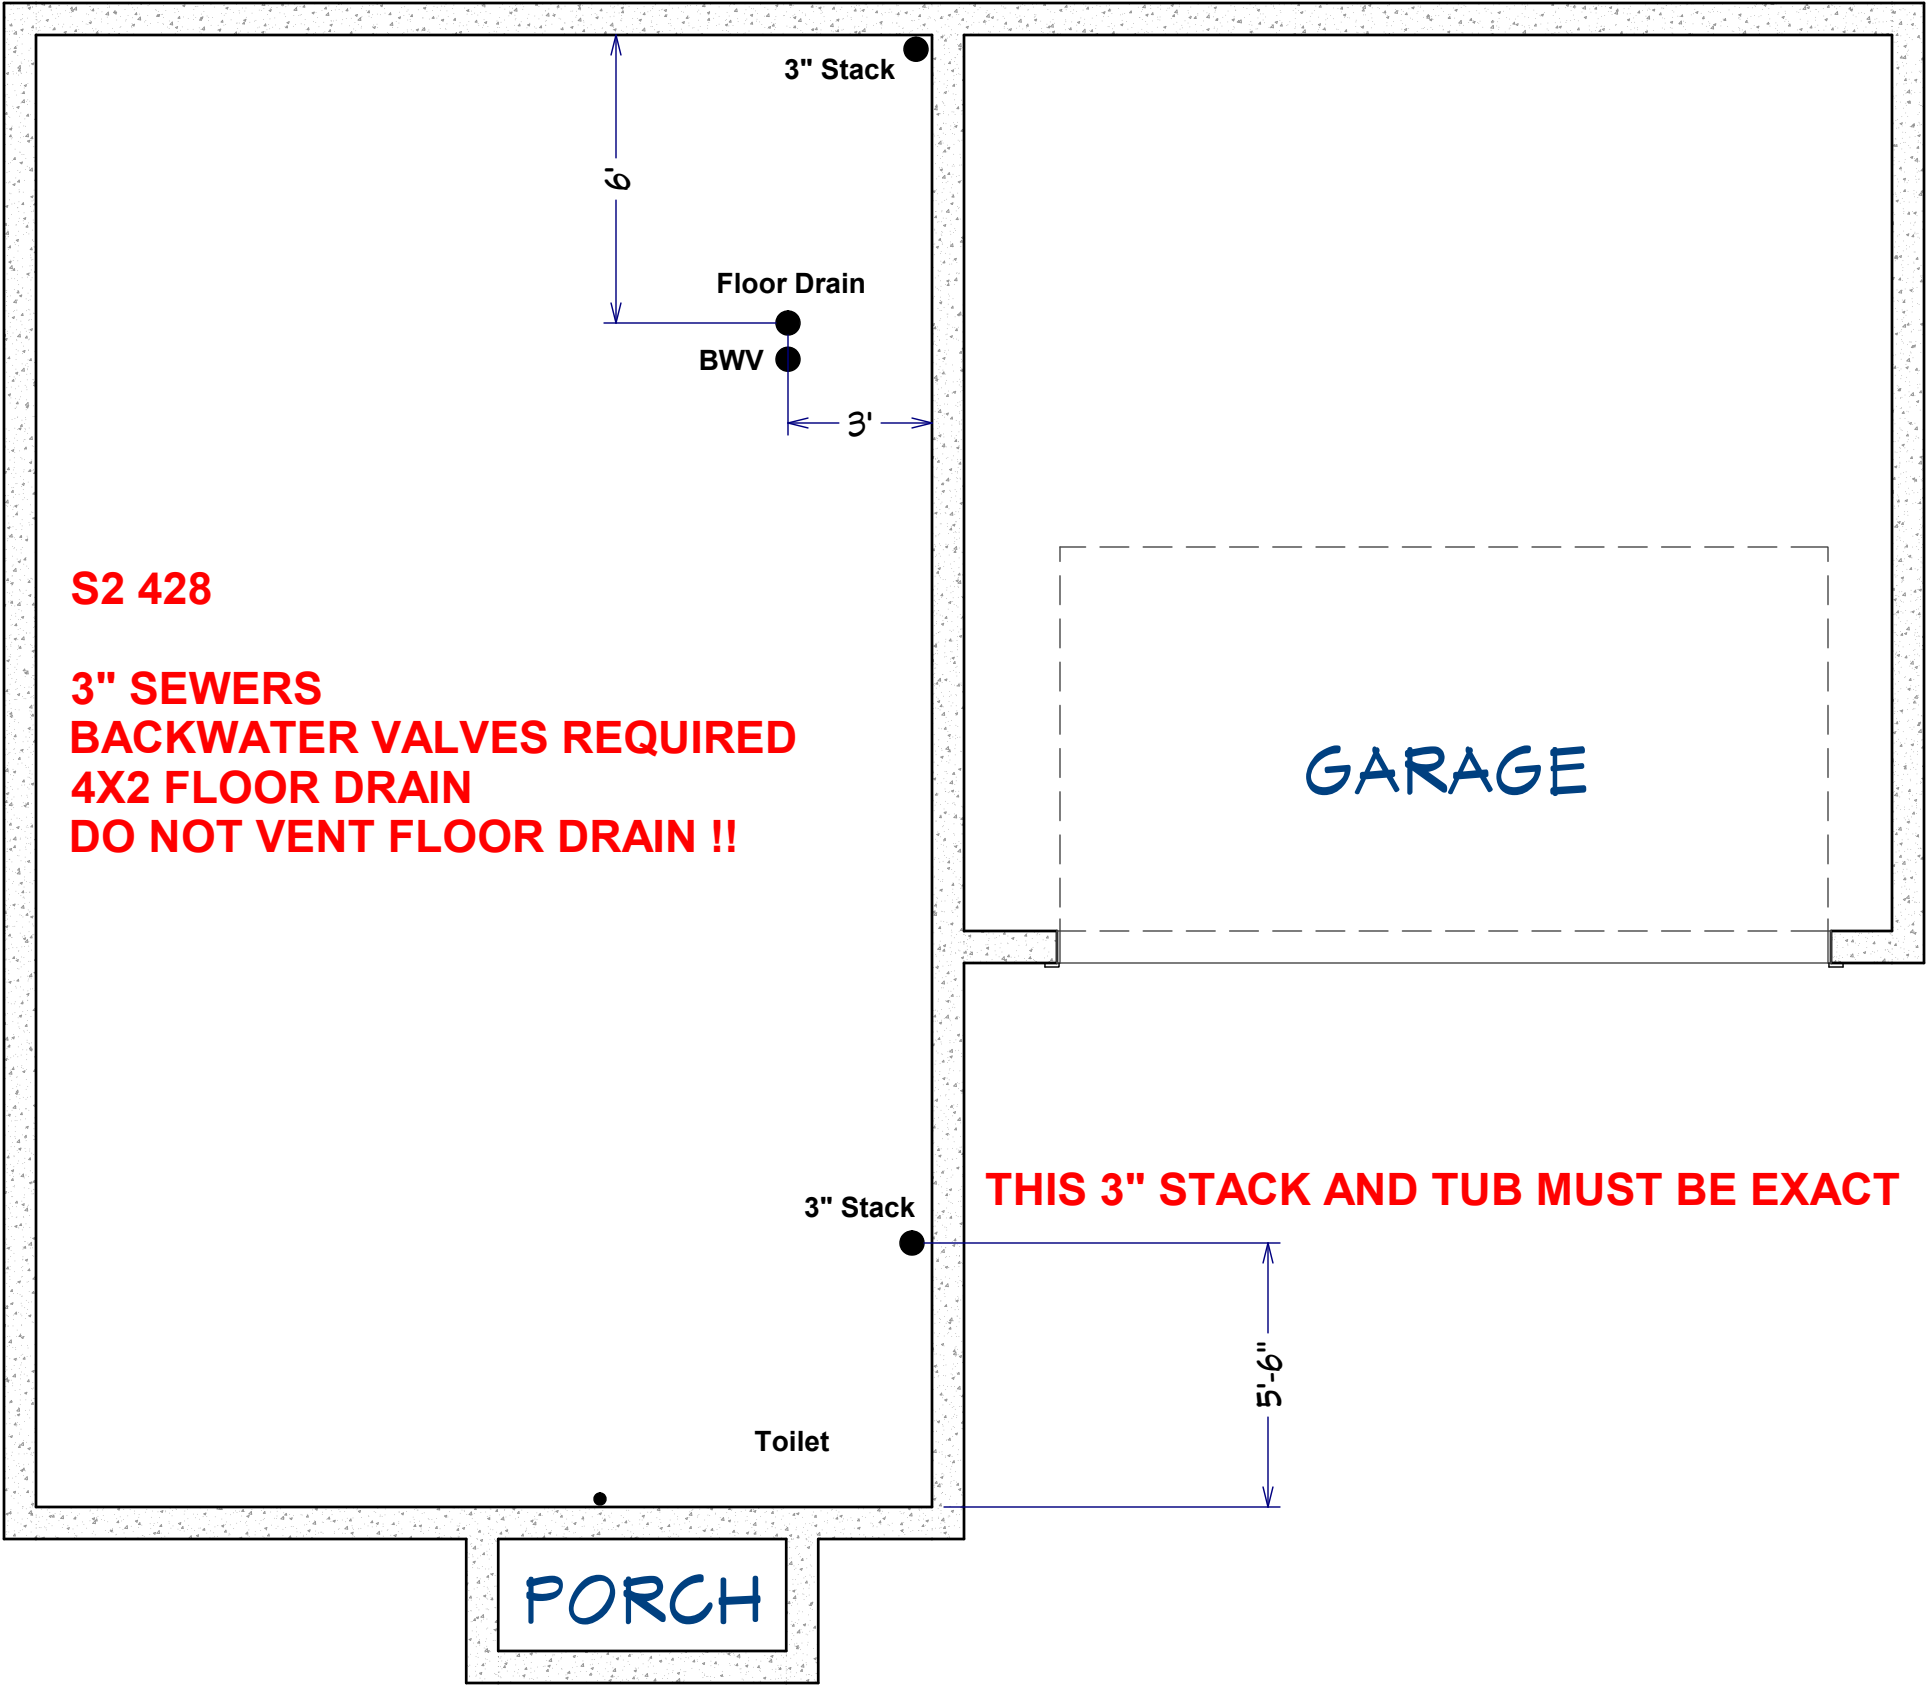 3" Stack
6'
Floor Drain
BWV
3'
S2 428
3" SEWERS
BACKWATER VALVES REQUIRED
4X2 FLOOR DRAIN
DO NOT VENT FLOOR DRAIN !!
GARAGE
THIS 3" STACK AND TUB MUST BE EXACT
3" Stack
5'-6"
Toilet
PORCH